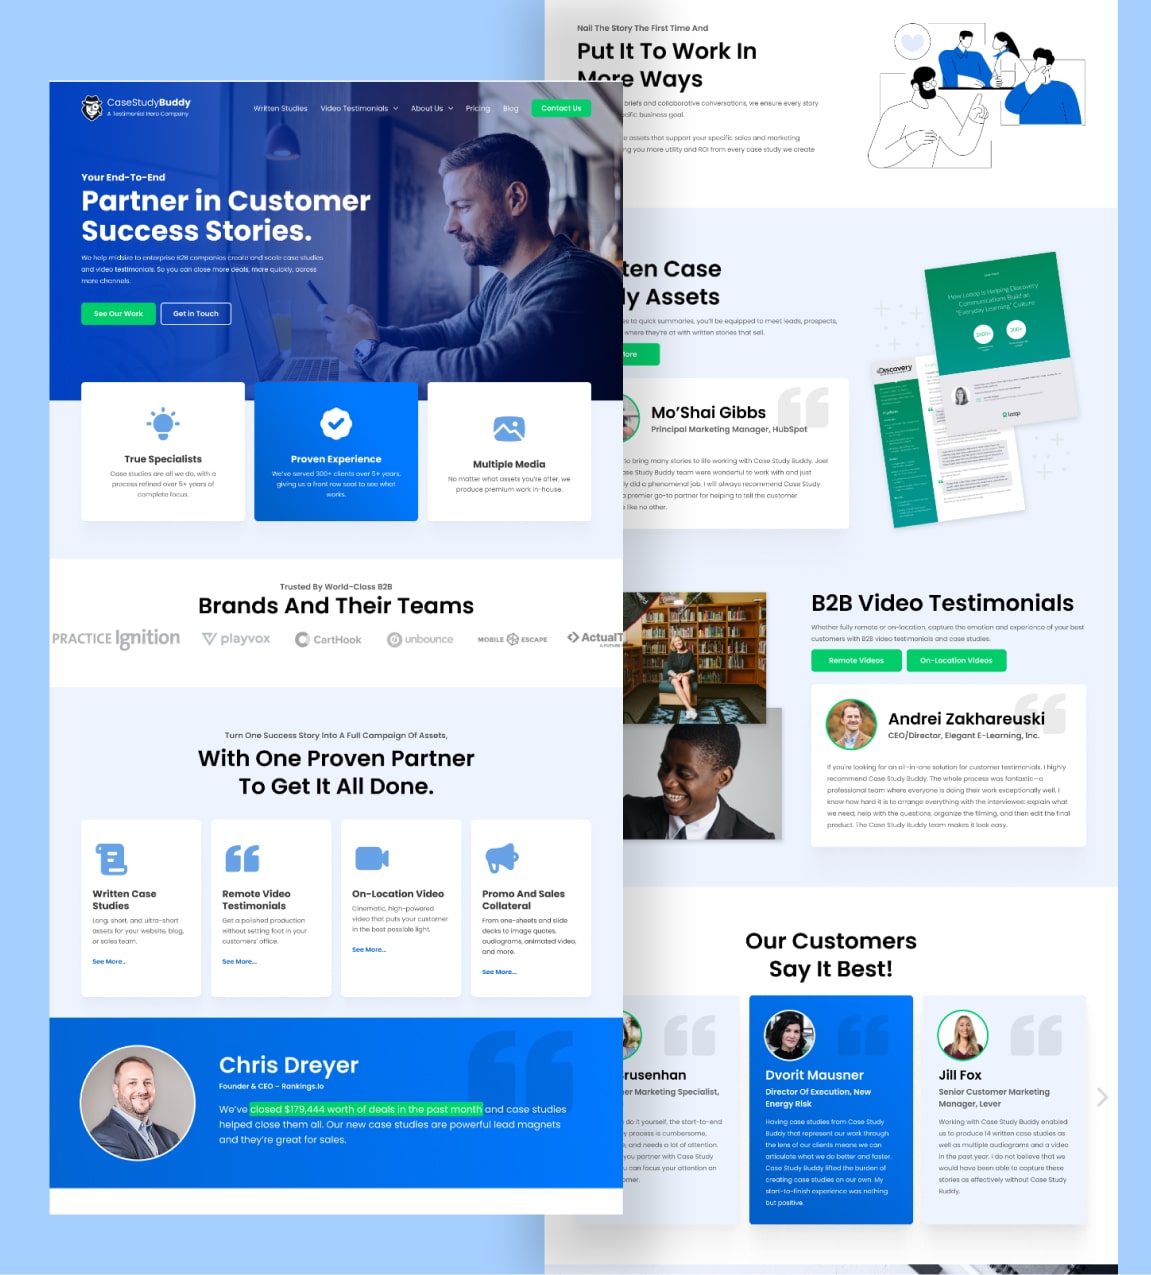 CaseStudyBuddy
A Testimonial Hero Company
Written Studies
Video Testimonials
About Us
Pricing
Blog
Contact Us
Your End-To-End
Partner in Customer
Success Stories.
We help midsize to enterprise B2B companies create and scale case studies
and video testimonials. So you can close more deals, more quickly, across
more channels.
See Our Work
Get in Touch
True Specialists
Case studies are all we do, with a
process refined over 5+ years of
complete focus.
Proven Experience
We've served 300+ clients over 5+ years,
giving us a front row seat to see what
works.
Multiple Media
No matter what assets you're after, we
produce premium work in-house.
Trusted By World-Class B2B
Brands And Their Teams
PRACTICE Ignition
playvox
CartHook
unbounce
MOBILE ESCAPE
ActualT
Turn One Success Story Into A Full Campaign Of Assets,
With One Proven Partner
To Get It All Done.
Written Case
Studies
Long, short, and ultra-short
assets for your website, blog,
or sales team.
See More...
Remote Video
Testimonials
Get a polished production
without setting foot in your
customers' office.
See More...
On-Location Video
Cinematic, high-powered
video that puts your customer
in the best possible light.
See More...
Promo And Sales
Collateral
From one-sheets and slide
decks to image quotes,
audiograms, animated video,
and more.
See More...
Chris Dreyer
Founder & CEO – Rankings.io
We've closed $179,444 worth of deals in the past month and case studies
helped close them all. Our new case studies are powerful lead magnets
and they're great for sales.
Nail The Story The First Time And
Put It To Work In
More Ways
briefs and collaborative conversations, we ensure every story
specific business goal.
assets that support your specific sales and marketing
ng you more utility and ROI from every case study we create
ten Case
y Assets
es to quick summaries, you'll be equipped to meet leads, prospects,
where they're at with written stories that sell.
More
Mo'Shai Gibbs
Principal Marketing Manager, HubSpot
to bring many stories to life working with Case Study Buddy. Joel
ase Study Buddy team were wonderful to work with and just
ly did a phenomenal job. I will always recommend Case Study
a premier go-to partner for helping to tell the customer
e like no other.
How Loop Is Helping Discovery
Communications Build an
"Everyday Learning" Culture
Discovery
loop
B2B Video Testimonials
Whether fully remote or on-location, capture the emotion and experience of your best
customers with B2B video testimonials and case studies.
Remote Videos
On-Location Videos
Andrei Zakhareuski
CEO/Director, Elegant E-Learning, Inc.
If you're looking for an all-in-one solution for customer testimonials, I highly
recommend Case Study Buddy. The whole process was fantastic—a
professional team where everyone is doing their work exceptionally well. I
know how hard it is to arrange everything with the interviewee: explain what
we need, help with the questions, organize the filming, and then edit the final
product. The Case Study Buddy team makes it look easy.
Our Customers
Say It Best!
rusenhan
er Marketing Specialist,
do it yourself, the start-to-end
y process is cumbersome,
, and needs a lot of attention.
you partner with Case Study
u can focus your attention on
omer.
Dvorit Mausner
Director Of Execution, New
Energy Risk
Having case studies from Case Study
Buddy that represent our work through
the lens of our clients means we can
articulate what we do better and faster.
Case Study Buddy lifted the burden of
creating case studies on our own. My
start-to-finish experience was nothing
but positive.
Jill Fox
Senior Customer Marketing
Manager, Lever
Working with Case Study Buddy enabled
us to produce 14 written case studies as
well as multiple audiograms and a video
in the past year. I do not believe that we
would have been able to capture these
stories as effectively without Case Study
Buddy.